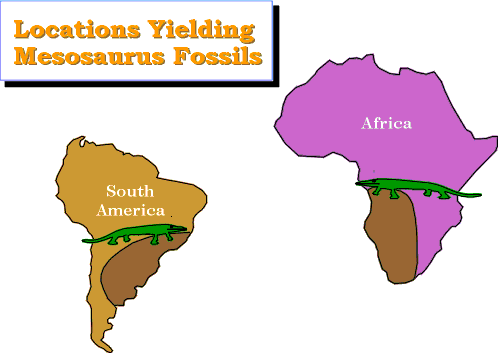 Locations Yielding
Mesosaurus Fossils
Africa
South
America